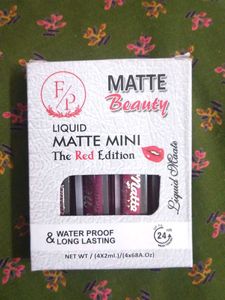 F/P
MATTE
Beauty
LIQUID
MATTE MINI
The Red Edition
Liquid Maate
Matte
Matte
WATER PROOF
& LONG LASTING
24
NET WT / (4X2ml.)/(4x68A.Oz)